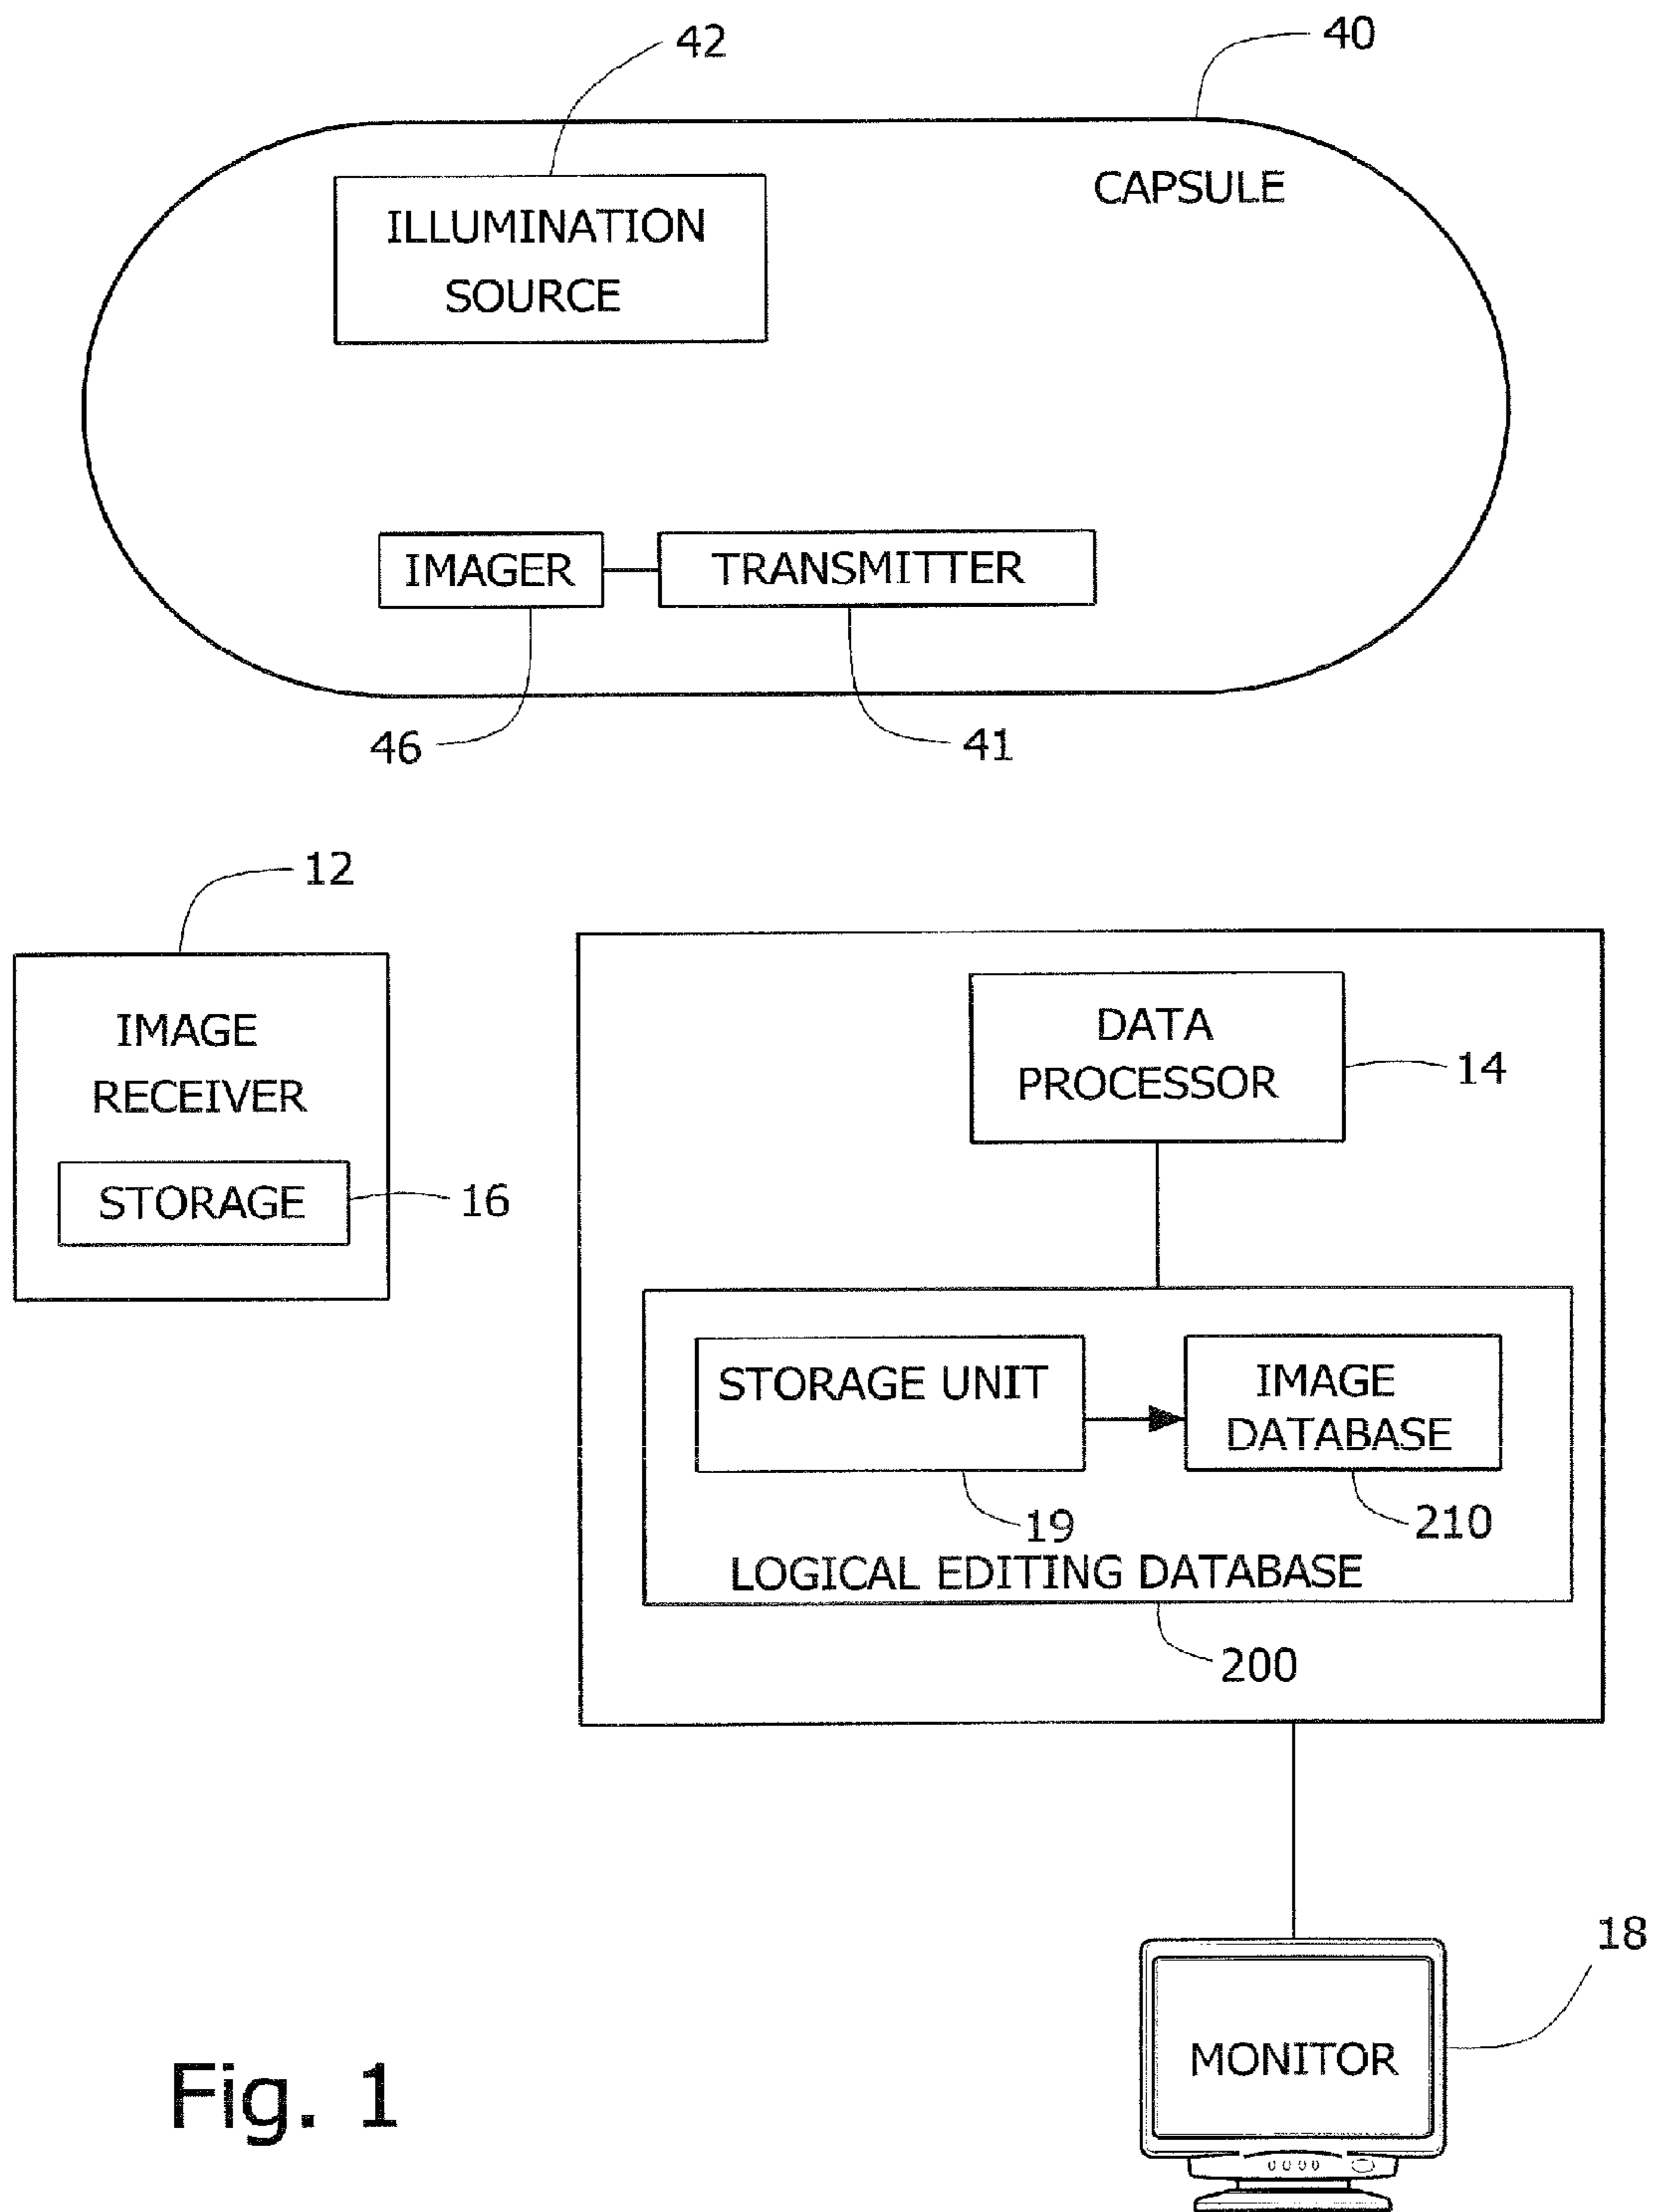 42
40
CAPSULE
ILLUMINATION
SOURCE
IMAGER
TRANSMITTER
46
41
12
IMAGE
RECEIVER
STORAGE
16
DATA
PROCESSOR
14
STORAGE UNIT
IMAGE
DATABASE
19
210
LOGICAL EDITING DATABASE
200
18
MONITOR
Fig. 1